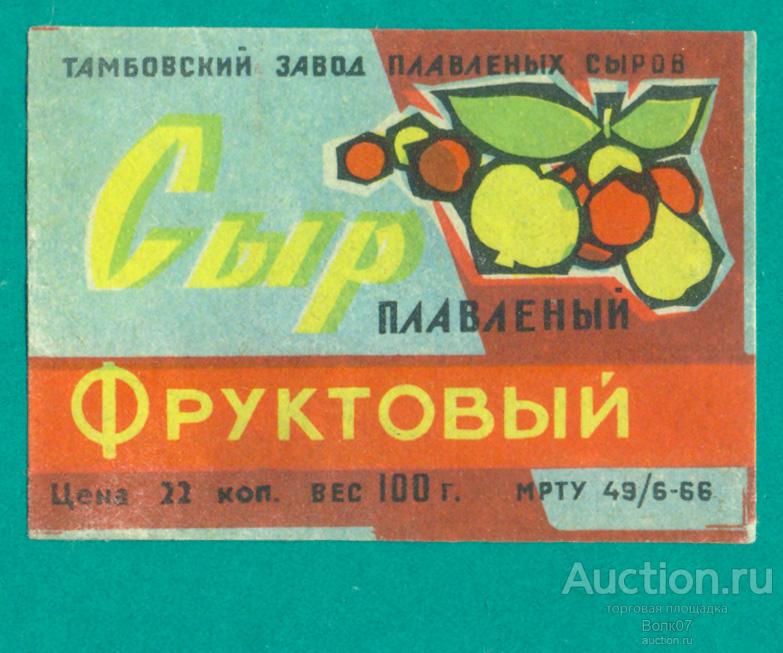 ТАМБОВСКИЙ ЗАВОД ПЛАВЛЕНЫХ СЫРОВ
Сыр
ПЛАВЛЕНЫЙ
ФРУКТОВЫЙ
Цена 22 коп. ВЕС 100 г. МРТУ 49/6-66
Auction.ru
торговая площадка
Волк07
auction.ru